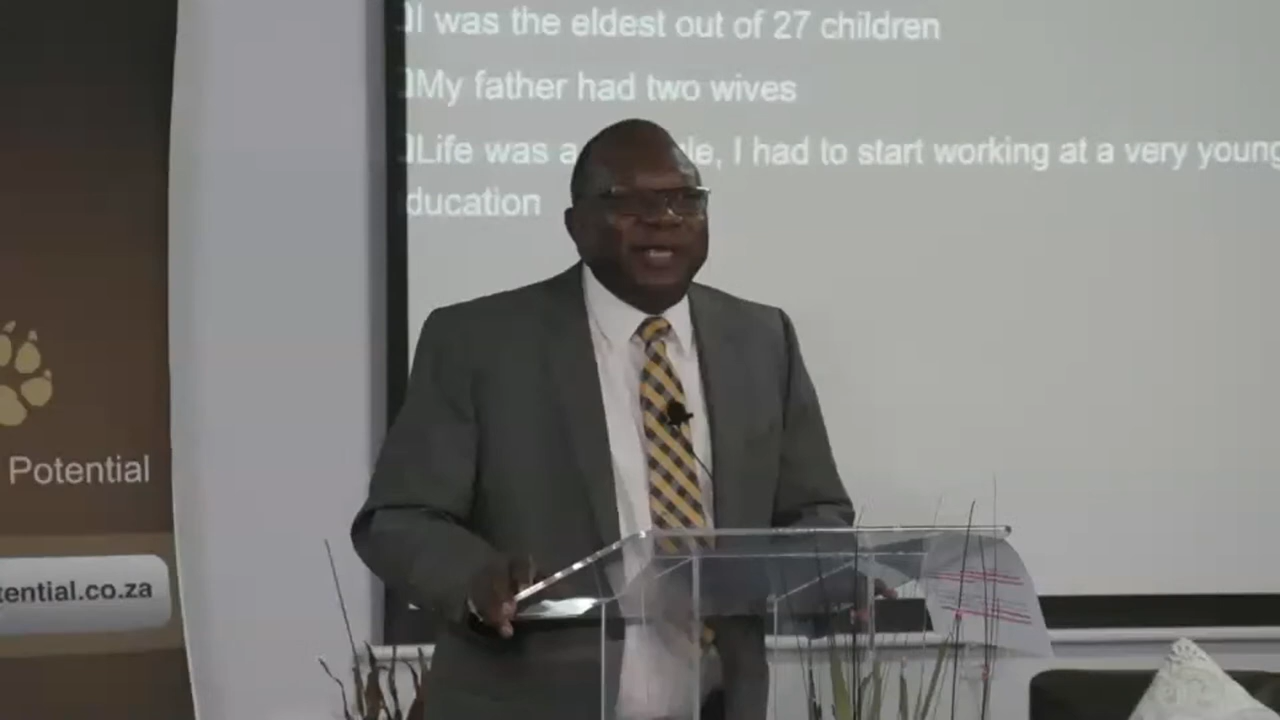 I was the eldest out of 27 children
My father had two wives
Life was a le, I had to start working at a very young
ducation
Potential
tential.co.za